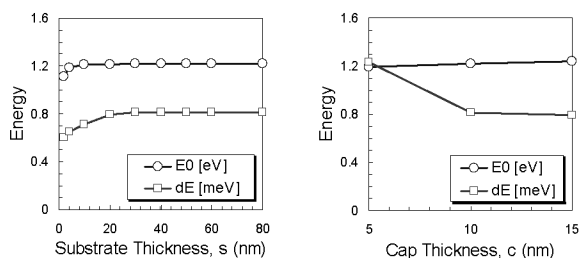 1.6
1.2
0.8
0.4
0
Energy
E0 [eV]
dE [meV]
0 20 40 60 80
Substrate Thickness, s (nm)
1.6
1.2
0.8
0.4
0
Energy
E0 [eV]
dE [meV]
5 10 15
Cap Thickness, c (nm)